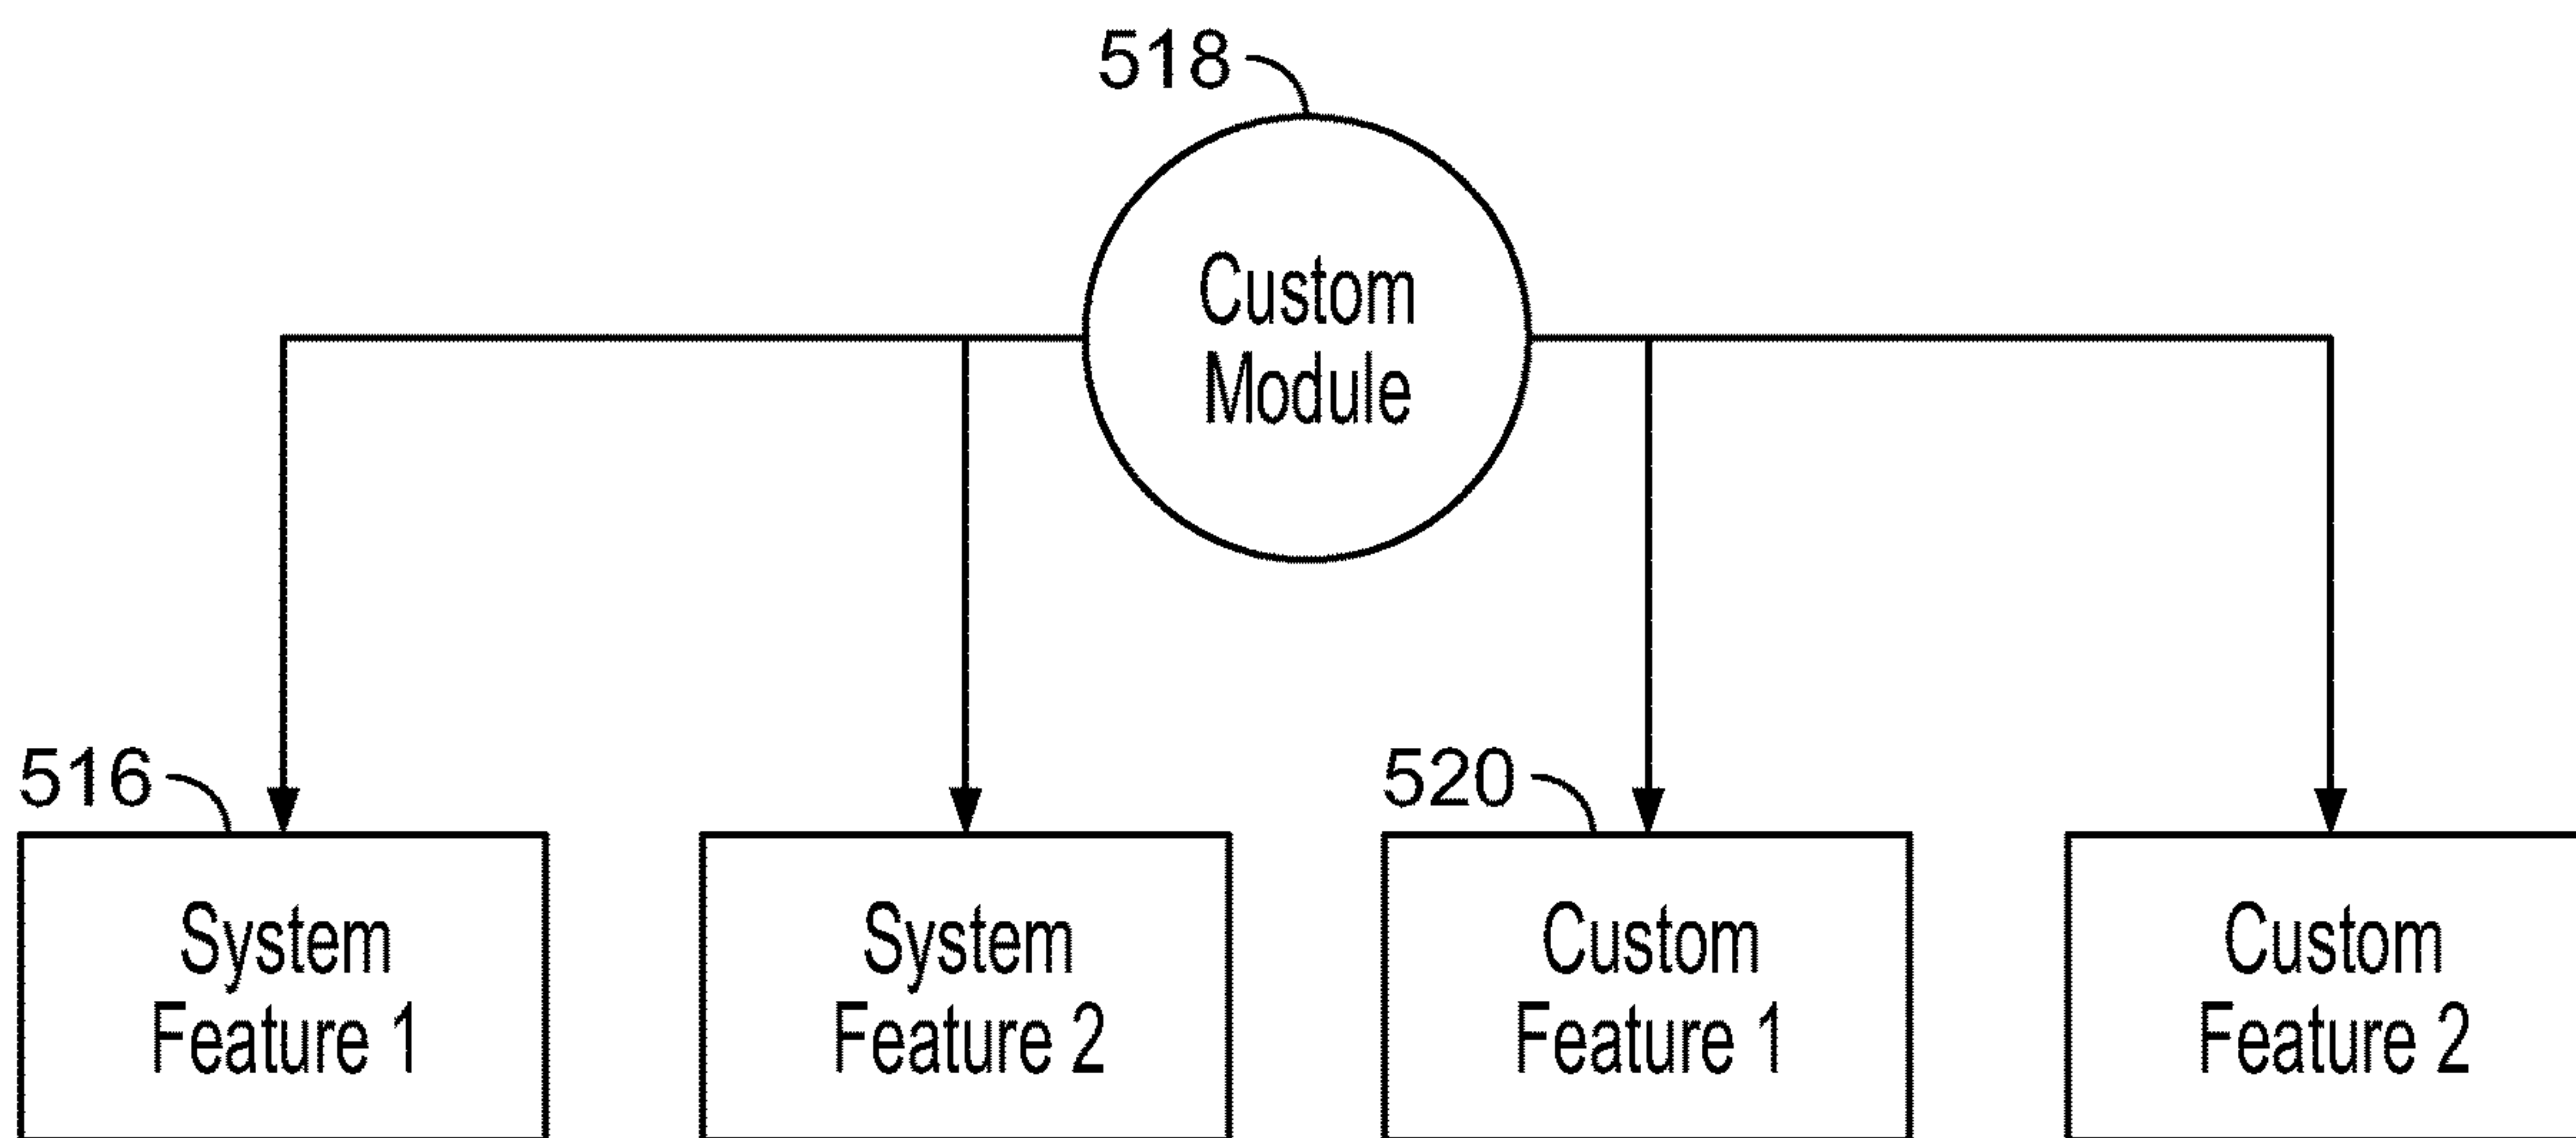 518
Custom
Module
516
520
System
Feature 1
System
Feature 2
Custom
Feature 1
Custom
Feature 2